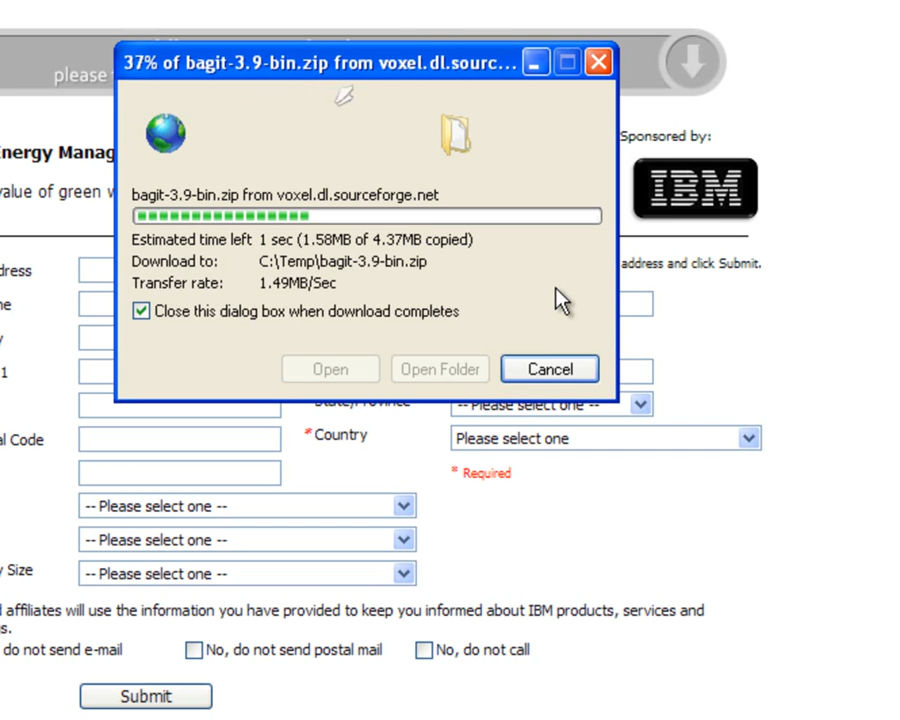 please
37% of bagit-3.9-bin.zip from voxel.dl.sourc...
Sponsored by:
IBM
Energy Manag
value of green w
bagit-3.9-bin.zip from voxel.dl.sourceforge.net
Estimated time left 1 sec (1.58MB of 4.37MB copied)
Download to: C:\Temp\bagit-3.9-bin.zip
Transfer rate: 1.49MB/Sec
Close this dialog box when download completes
address and click Submit.
Open Open Folder Cancel
1
State/Province -- Please select one --
al Code
* Country Please select one
* Required
-- Please select one --
-- Please select one --
y Size -- Please select one --
affiliates will use the information you have provided to keep you informed about IBM products, services and
do not send e-mail No, do not send postal mail No, do not call
Submit